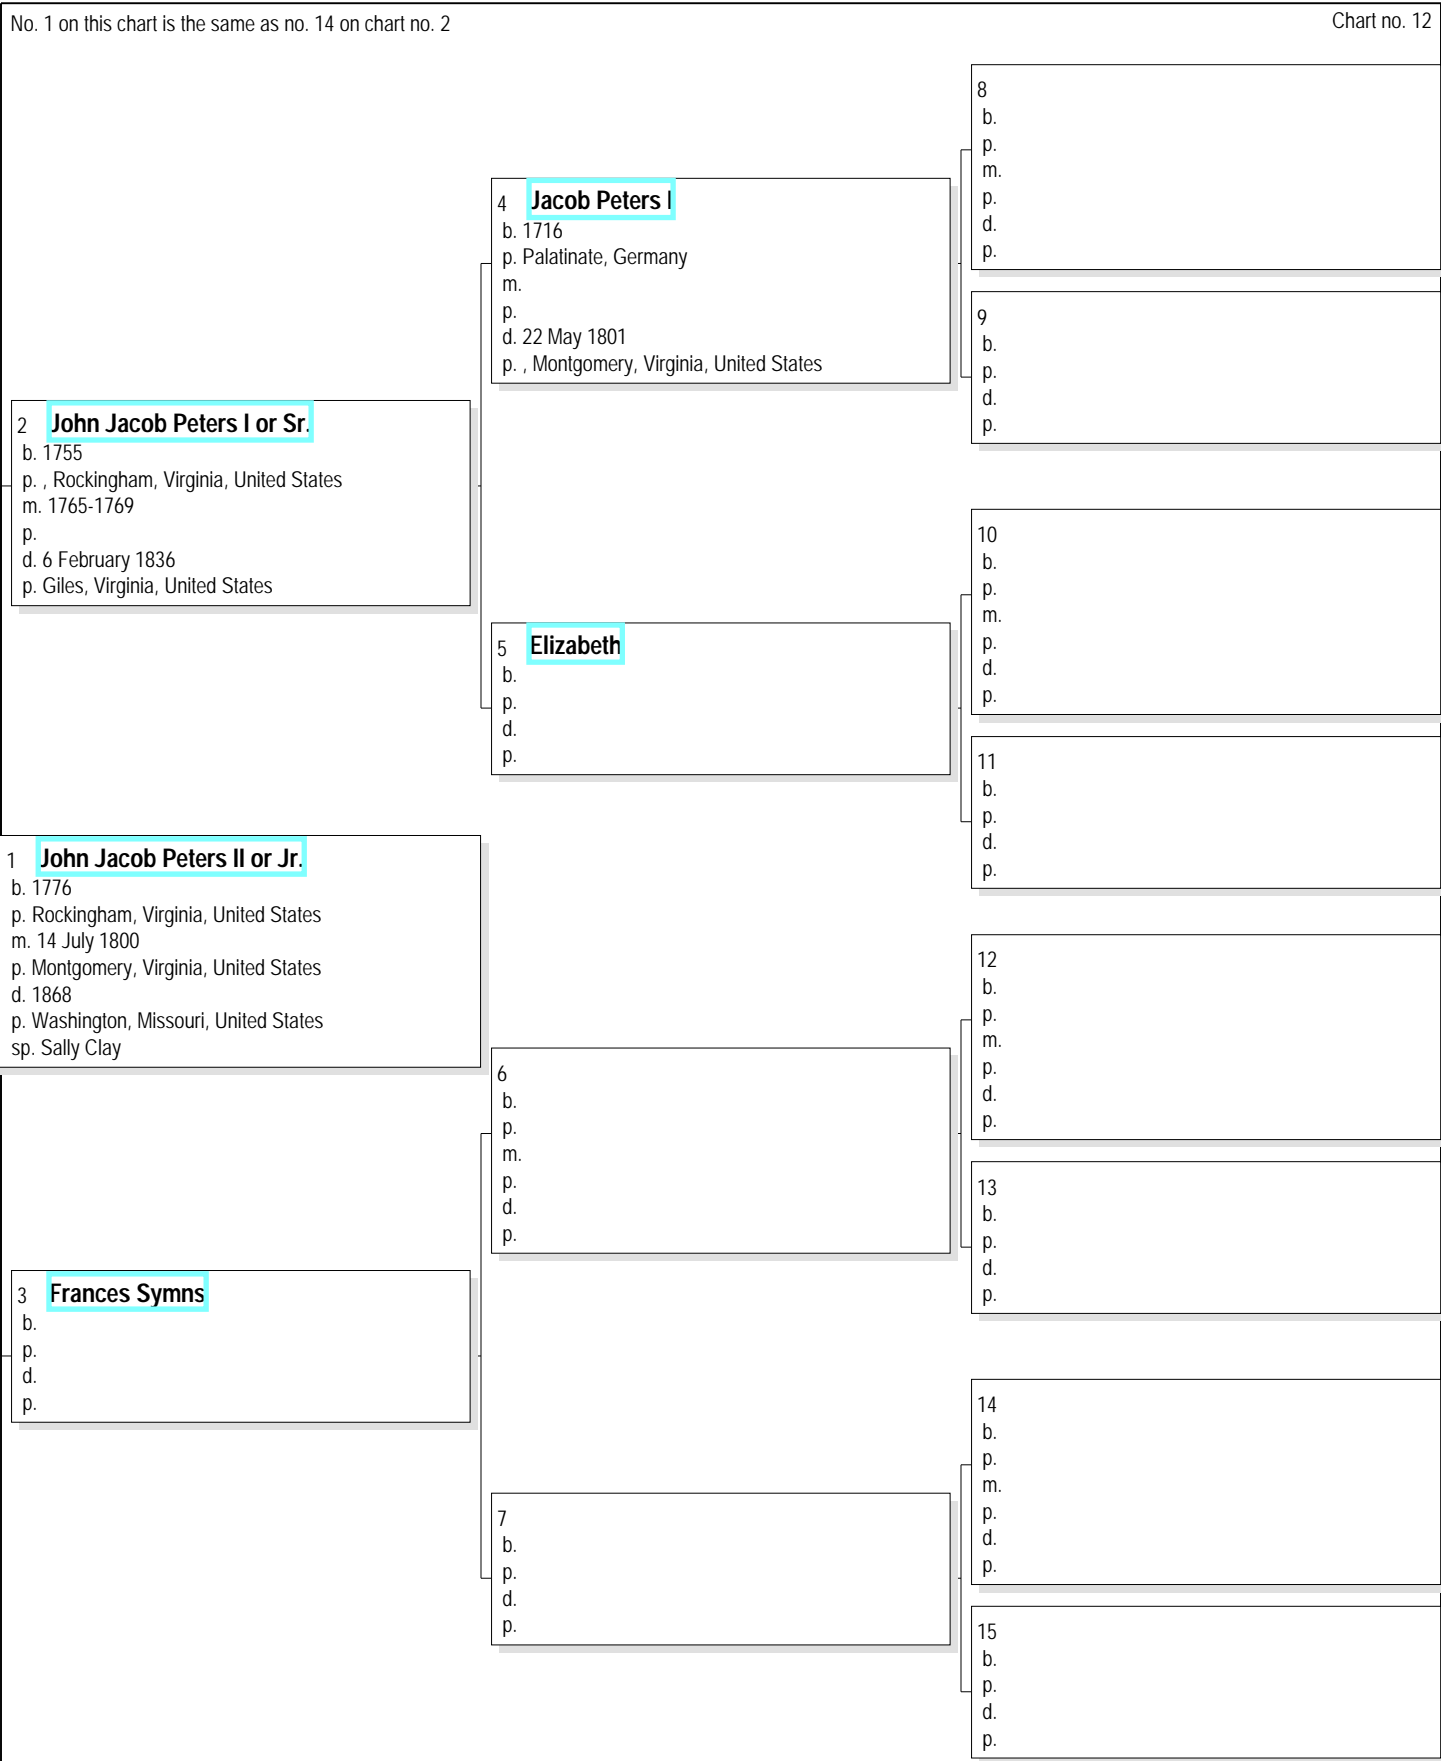 No. 1 on this chart is the same as no. 14 on chart no. 2
Chart no. 12
8
b.
p.
m.
p.
d.
p.
4 Jacob Peters I
b. 1716
p. Palatinate, Germany
m.
p.
d. 22 May 1801
p. , Montgomery, Virginia, United States
9
b.
p.
d.
p.
2 John Jacob Peters I or Sr.
b. 1755
p. , Rockingham, Virginia, United States
m. 1765-1769
p.
d. 6 February 1836
p. Giles, Virginia, United States
10
b.
p.
m.
p.
d.
p.
5 Elizabeth
b.
p.
d.
p.
11
b.
p.
d.
p.
1 John Jacob Peters II or Jr.
b. 1776
p. Rockingham, Virginia, United States
m. 14 July 1800
p. Montgomery, Virginia, United States
d. 1868
p. Washington, Missouri, United States
sp. Sally Clay
12
b.
p.
m.
p.
d.
p.
6
b.
p.
m.
p.
d.
p.
13
b.
p.
d.
p.
3 Frances Symns
b.
p.
d.
p.
14
b.
p.
m.
p.
d.
p.
7
b.
p.
d.
p.
15
b.
p.
d.
p.